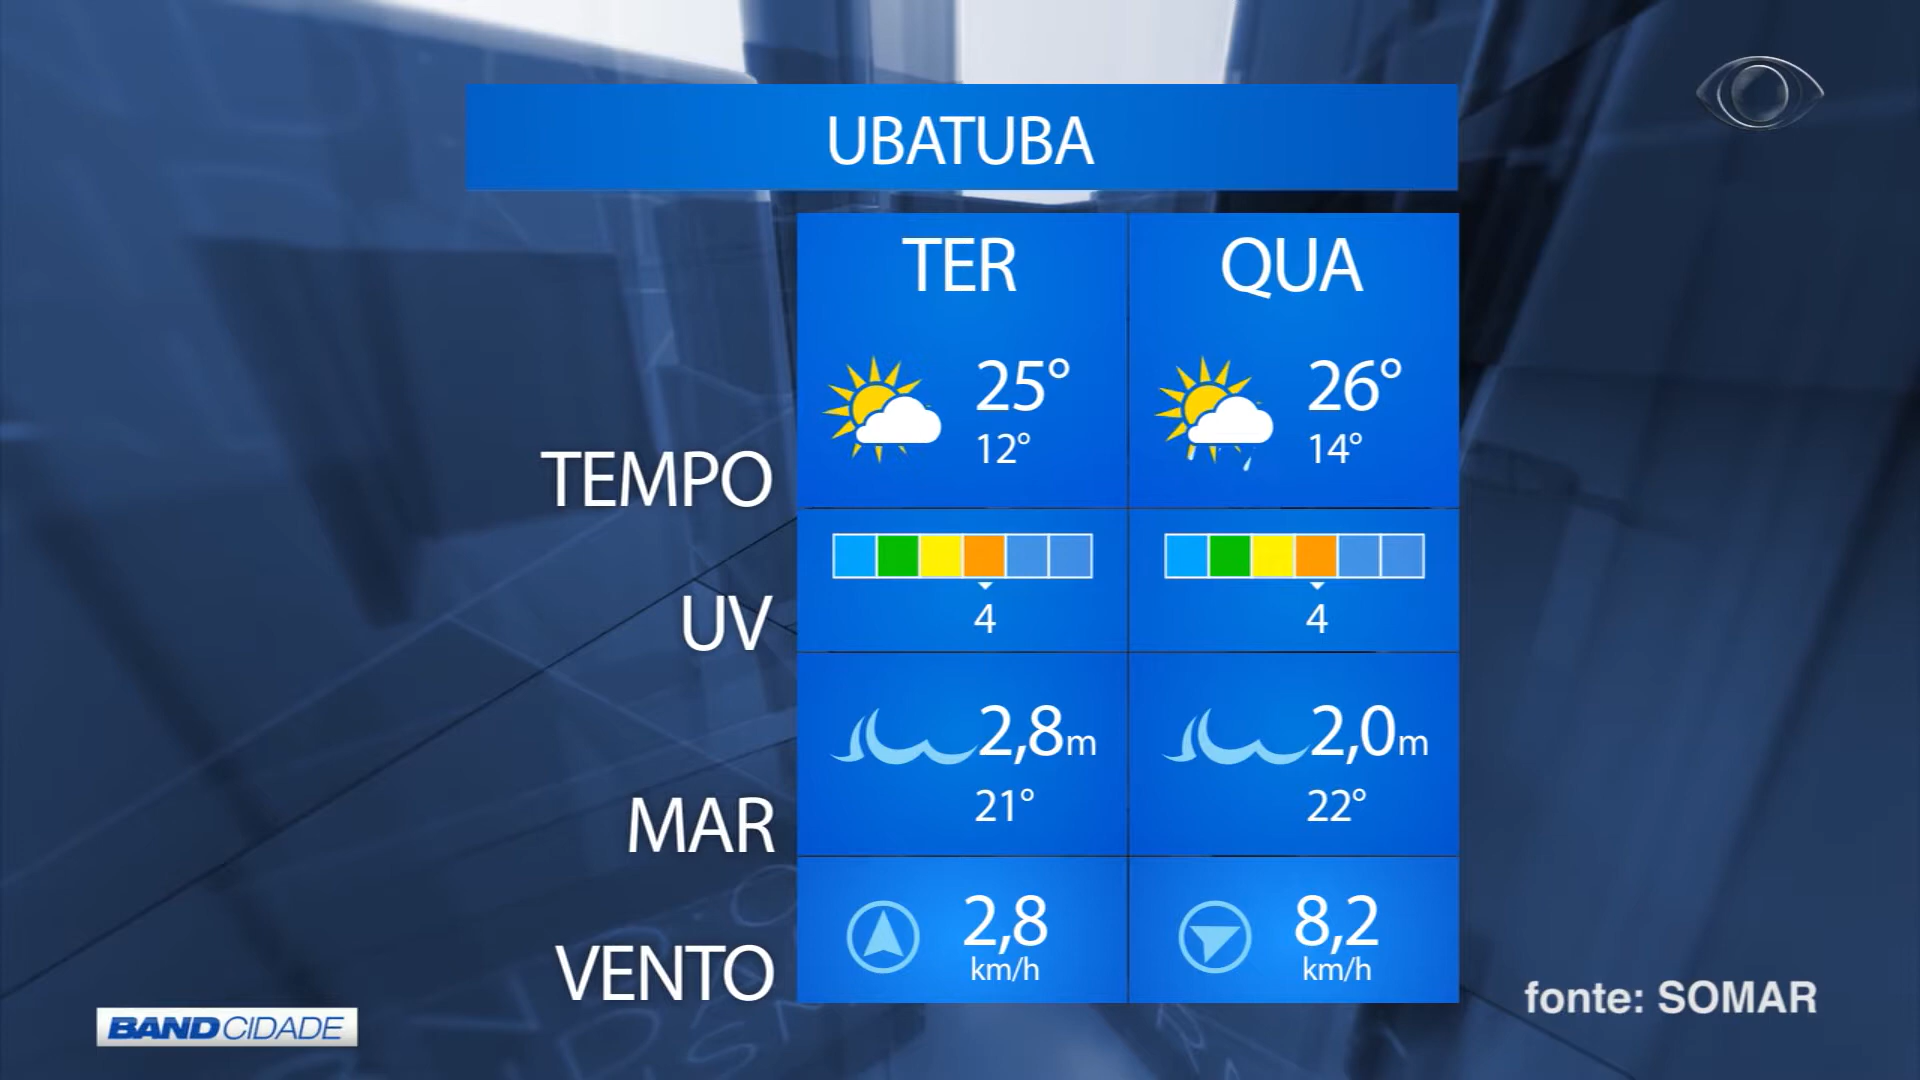 UBATUBA
TER QUA
25° 26°
12° 14°
TEMPO
4 4
UV
2,8m 2,0m
21° 22°
MAR
2,8 8,2
km/h km/h
VENTO
fonte: SOMAR
BAND CIDADE